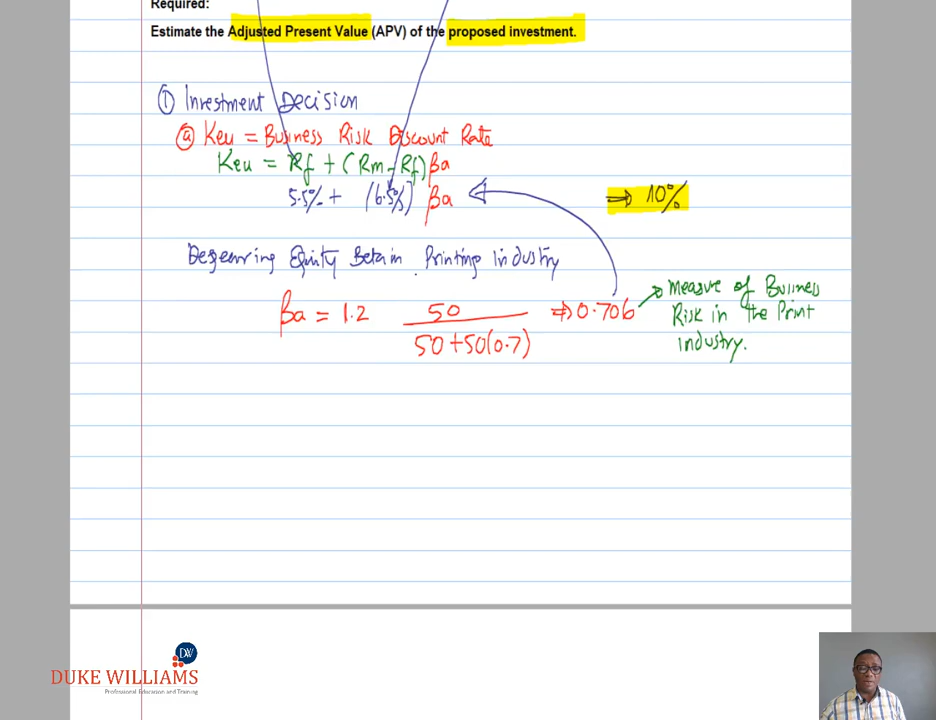 Required:
Estimate the Adjusted Present Value (APV) of the proposed investment.
① Investment Decision
ⓐ Keu = Business Risk Discount Rate
Keu = Rf + (Rm - Rf) βa
5.5% + (6.5%) βa ⇒ 10%
Degearing Equity Beta in Printing industry
βa = 1.2 50 ⇒ 0.706
50 + 50(0.7)
Measure of Business
Risk in the Print
industry.
DW
DUKE WILLIAMS
Professional Education and Training